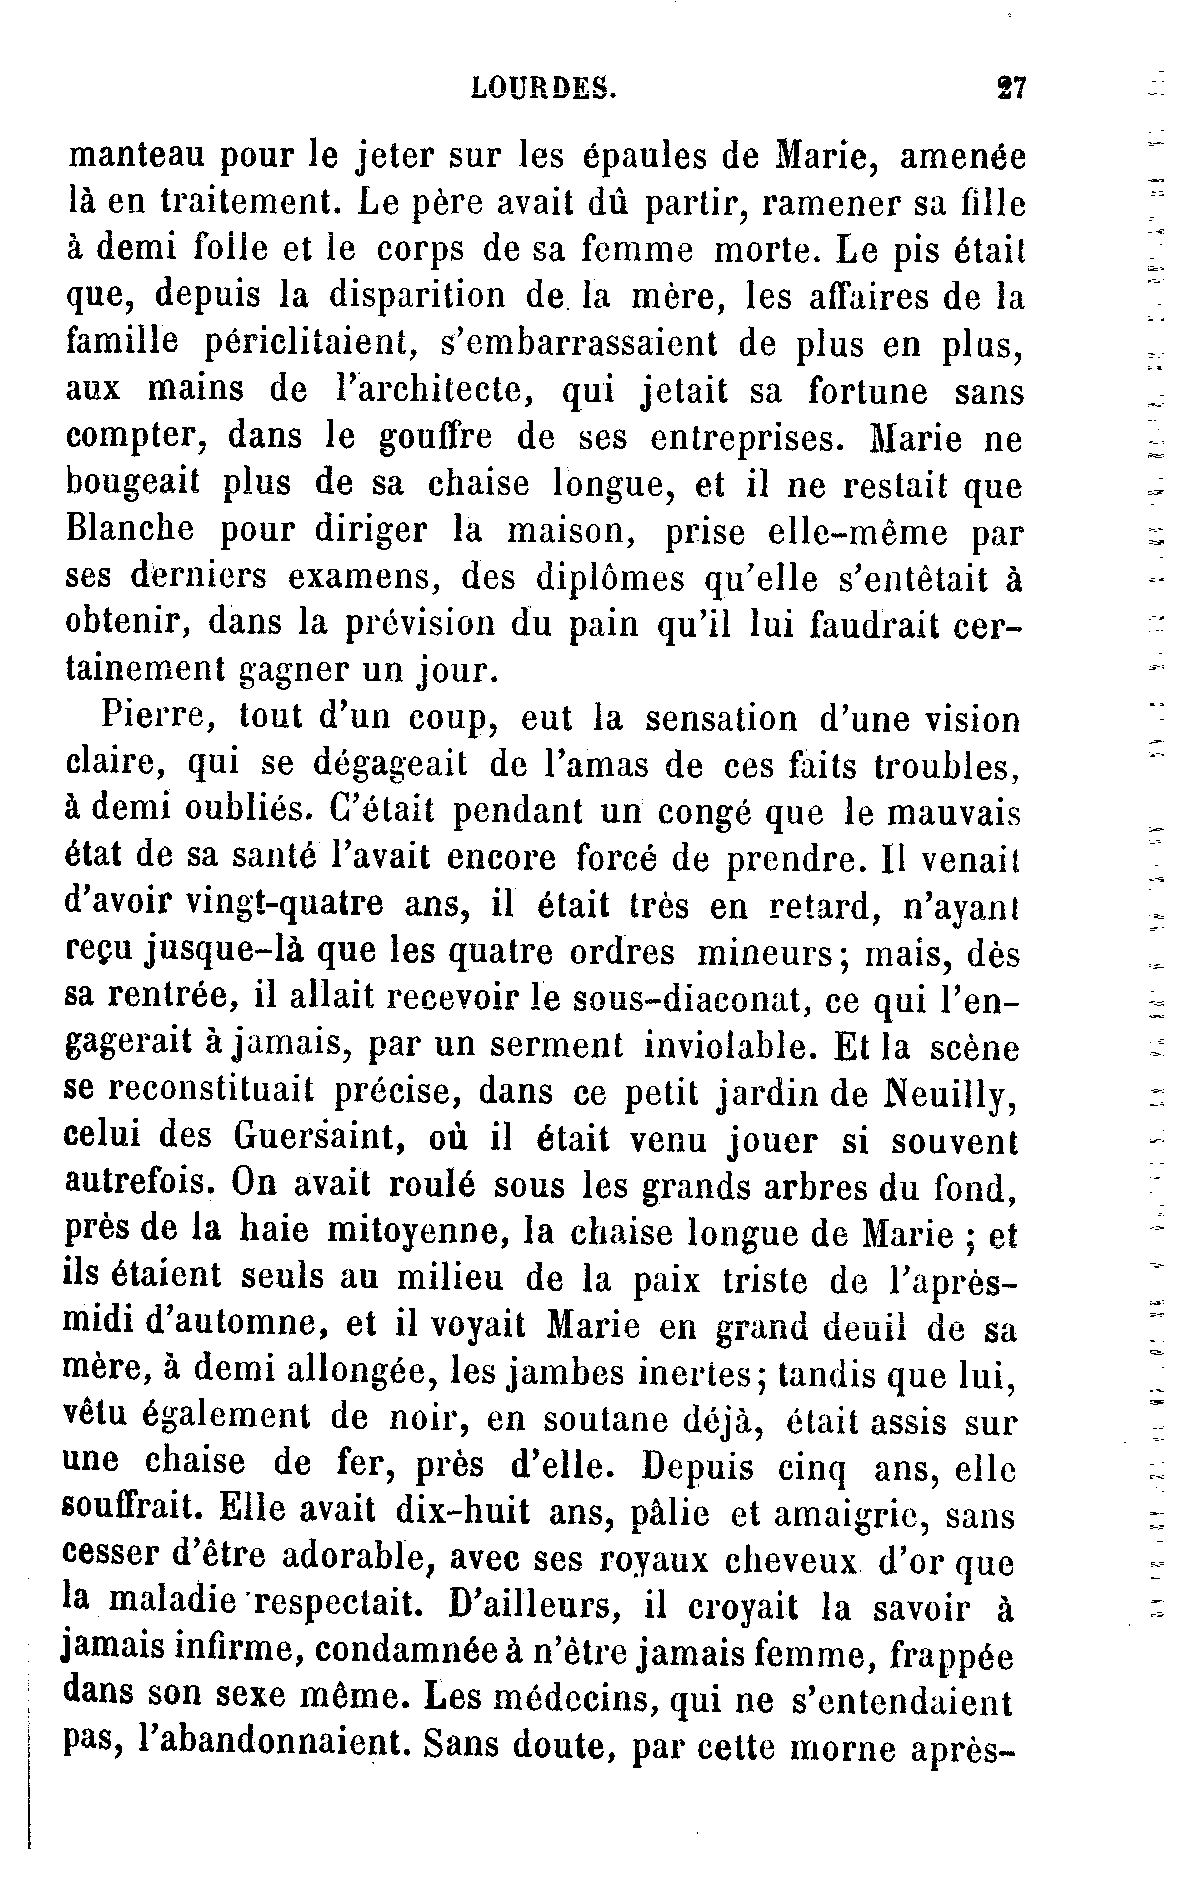 LOURDES. 27
manteau pour le jeter sur les épaules de Marie, amenée
là en traitement. Le père avait dû partir, ramener sa fille
à demi folle et le corps de sa femme morte. Le pis était
que, depuis la disparition de la mère, les affaires de la
famille périclitaient, s'embarrassaient de plus en plus,
aux mains de l'architecte, qui jetait sa fortune sans
compter, dans le gouffre de ses entreprises. Marie ne
bougeait plus de sa chaise longue, et il ne restait que
Blanche pour diriger la maison, prise elle-même par
ses derniers examens, des diplômes qu'elle s'entêtait à
obtenir, dans la prévision du pain qu'il lui faudrait cer-
tainement gagner un jour.
Pierre, tout d'un coup, eut la sensation d'une vision
claire, qui se dégageait de l'amas de ces faits troubles,
à demi oubliés. C'était pendant un congé que le mauvais
état de sa santé l'avait encore forcé de prendre. Il venait
d'avoir vingt-quatre ans, il était très en retard, n'ayant
reçu jusque-là que les quatre ordres mineurs; mais, dès
sa rentrée, il allait recevoir le sous-diaconat, ce qui l'en-
gagerait à jamais, par un serment inviolable. Et la scène
se reconstituait précise, dans ce petit jardin de Neuilly,
celui des Guersaint, où il était venu jouer si souvent
autrefois. On avait roulé sous les grands arbres du fond,
près de la haie mitoyenne, la chaise longue de Marie ; et
ils étaient seuls au milieu de la paix triste de l'après-
midi d'automne, et il voyait Marie en grand deuil de sa
mère, à demi allongée, les jambes inertes; tandis que lui,
vêtu également de noir, en soutane déjà, était assis sur
une chaise de fer, près d'elle. Depuis cinq ans, elle
souffrait. Elle avait dix-huit ans, pâlie et amaigrie, sans
cesser d'être adorable, avec ses royaux cheveux d'or que
la maladie respectait. D'ailleurs, il croyait la savoir à
jamais infirme, condamnée à n'être jamais femme, frappée
dans son sexe même. Les médecins, qui ne s'entendaient
pas, l'abandonnaient. Sans doute, par cette morne après-